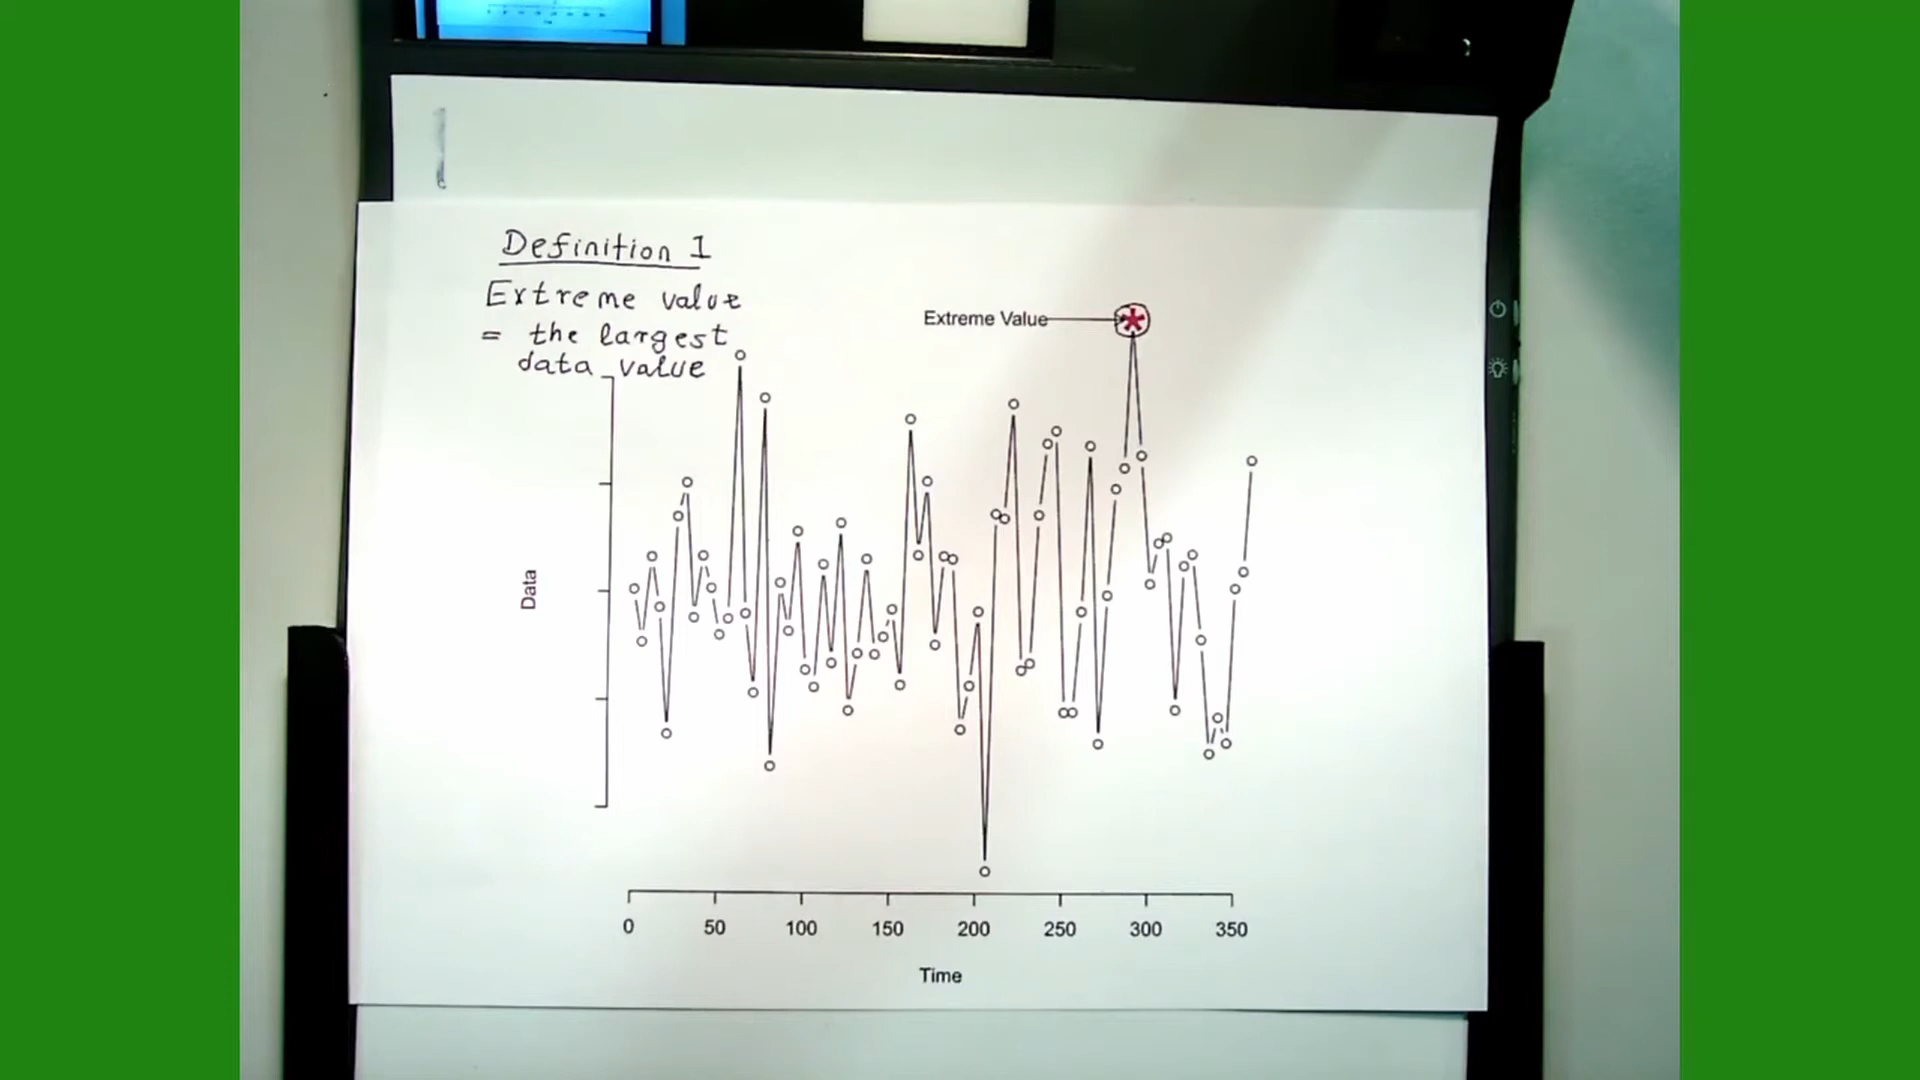 Definition 1
Extreme value
= the largest
data value
Extreme Value
Data
0 50 100 150 200 250 300 350
Time